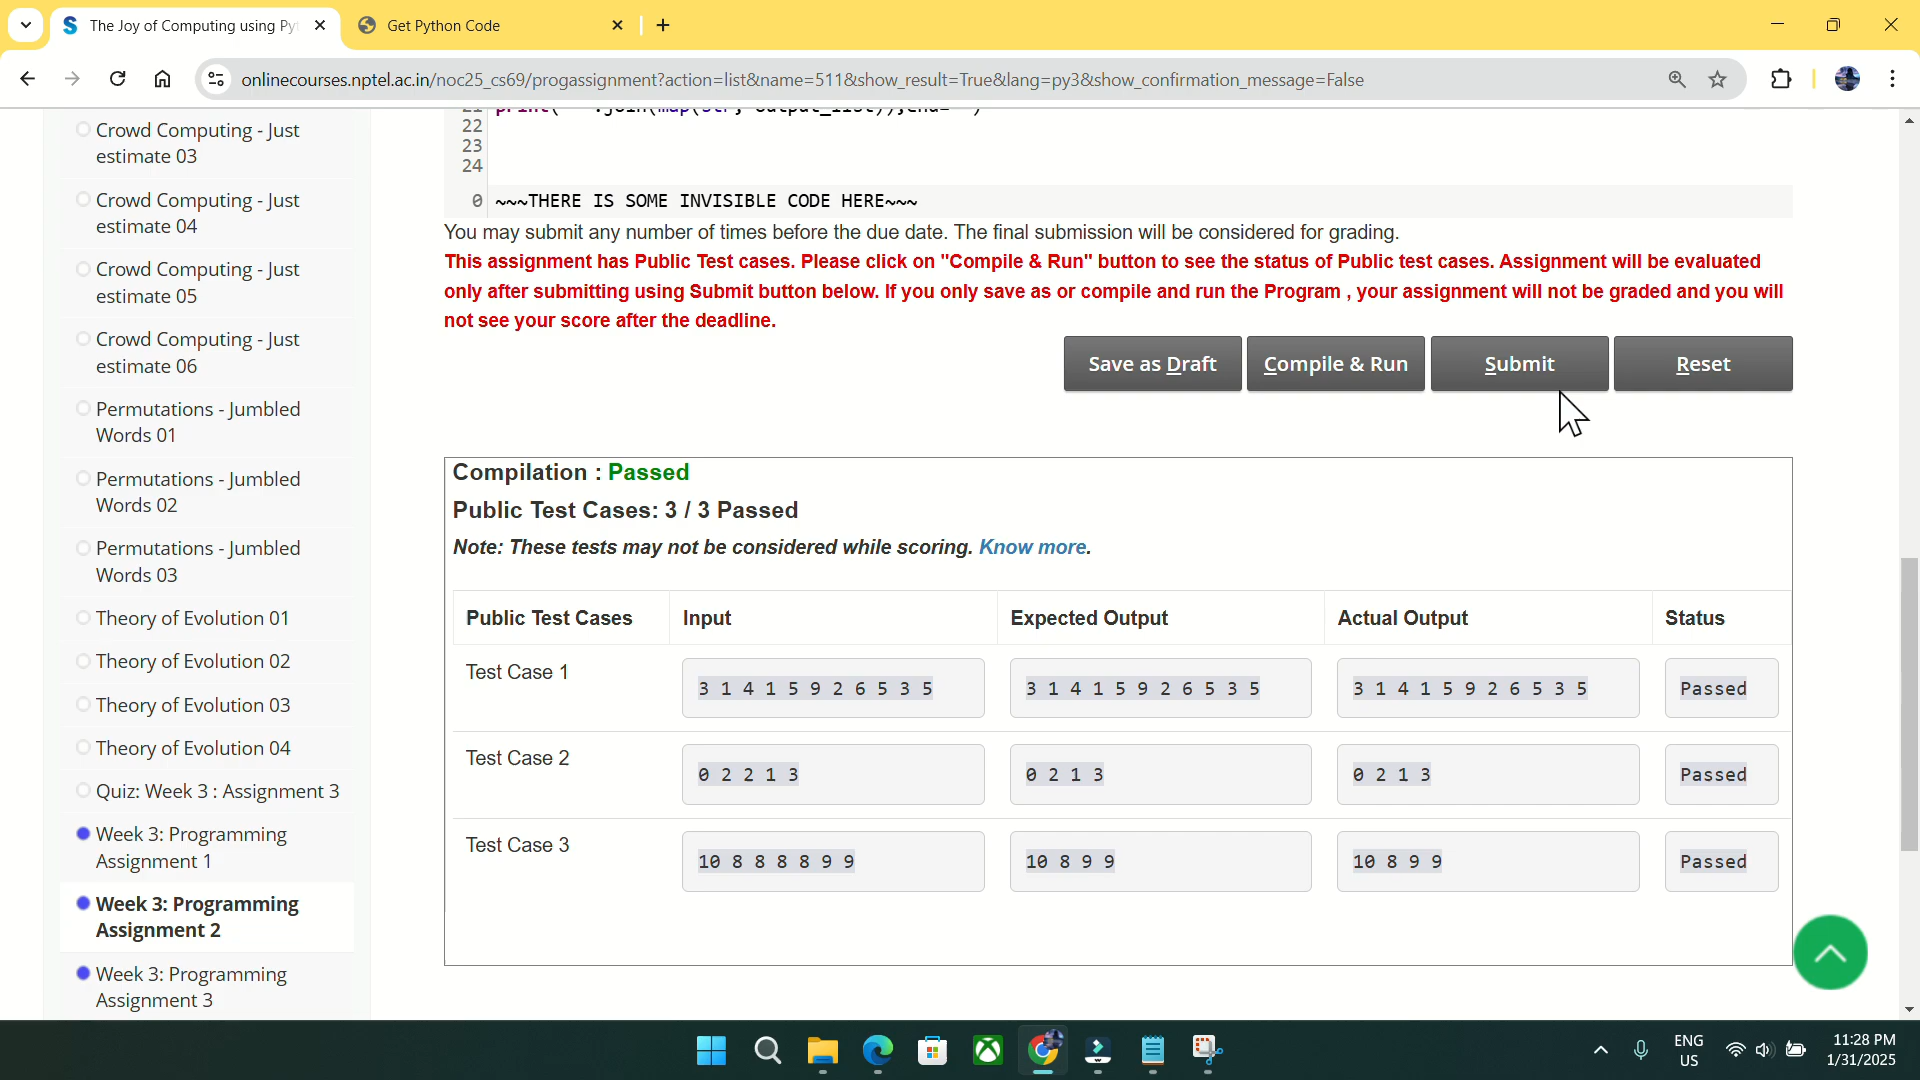 The Joy of Computing using Py
Get Python Code
onlinecourses.nptel.ac.in/noc25_cs69/progassignment?action=list&name=511&show_result=True&lang=py3&show_confirmation_message=False
Crowd Computing - Just
estimate 03
Crowd Computing - Just
estimate 04
Crowd Computing - Just
estimate 05
Crowd Computing - Just
estimate 06
Permutations - Jumbled
Words 01
Permutations - Jumbled
Words 02
Permutations - Jumbled
Words 03
Theory of Evolution 01
Theory of Evolution 02
Theory of Evolution 03
Theory of Evolution 04
Quiz: Week 3 : Assignment 3
Week 3: Programming
Assignment 1
Week 3: Programming
Assignment 2
Week 3: Programming
Assignment 3
22
23
24
0 ~~~THERE IS SOME INVISIBLE CODE HERE~~~
You may submit any number of times before the due date. The final submission will be considered for grading.
This assignment has Public Test cases. Please click on "Compile & Run" button to see the status of Public test cases. Assignment will be evaluated
only after submitting using Submit button below. If you only save as or compile and run the Program , your assignment will not be graded and you will
not see your score after the deadline.
Save as Draft Compile & Run Submit Reset
Compilation : Passed
Public Test Cases: 3 / 3 Passed
Note: These tests may not be considered while scoring. Know more.
Public Test Cases Input Expected Output Actual Output Status
Test Case 1 3 1 4 1 5 9 2 6 5 3 5 3 1 4 1 5 9 2 6 5 3 5 3 1 4 1 5 9 2 6 5 3 5 Passed
Test Case 2 0 2 2 1 3 0 2 1 3 0 2 1 3 Passed
Test Case 3 10 8 8 8 8 9 9 10 8 9 9 10 8 9 9 Passed
ENG
US
11:28 PM
1/31/2025